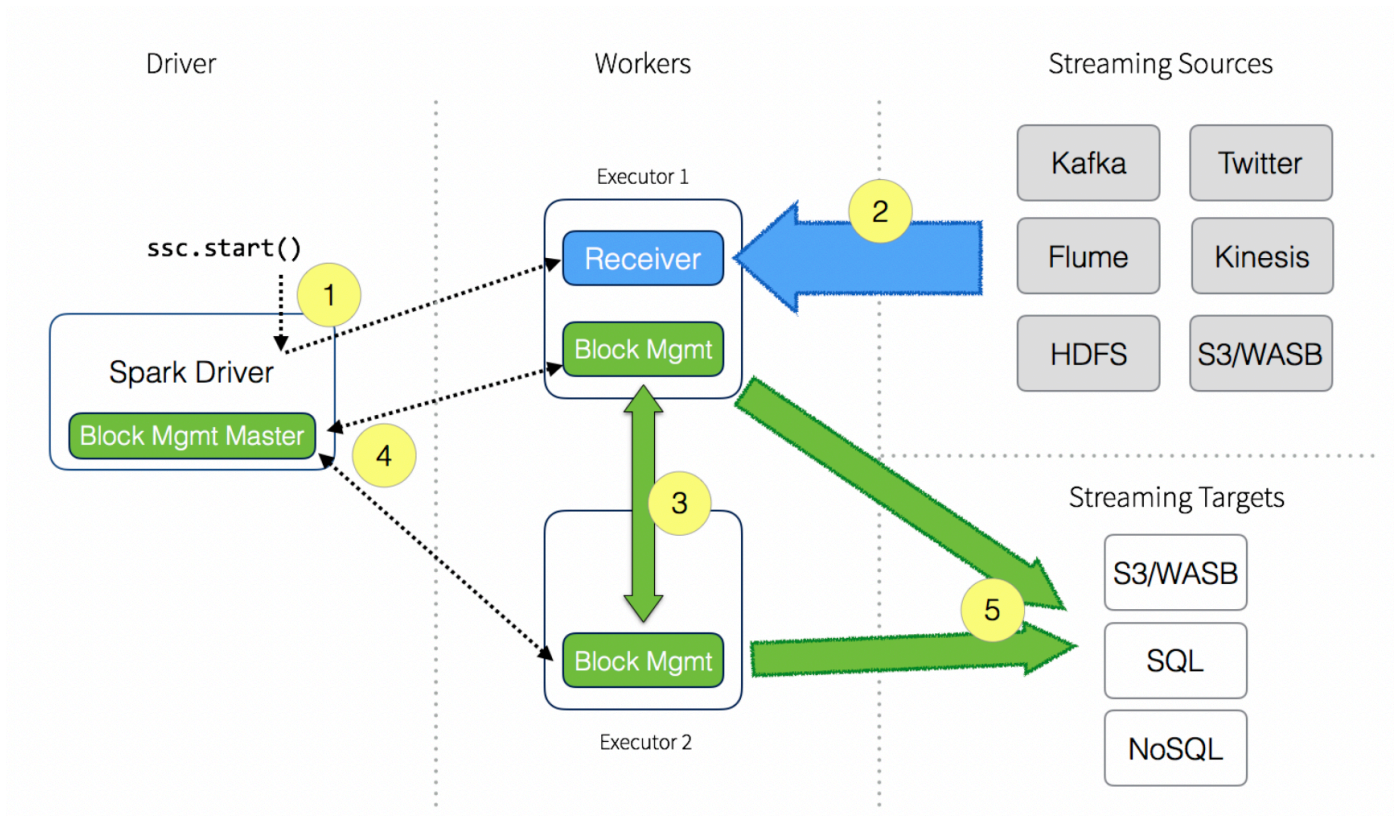 Driver
Workers
Streaming Sources
Kafka
Twitter
Executor 1
2
Flume
Kinesis
Receiver
ssc.start()
1
HDFS
S3/WASB
Block Mgmt
Spark Driver
Block Mgmt Master
4
3
Streaming Targets
S3/WASB
5
SQL
Block Mgmt
NoSQL
Executor 2